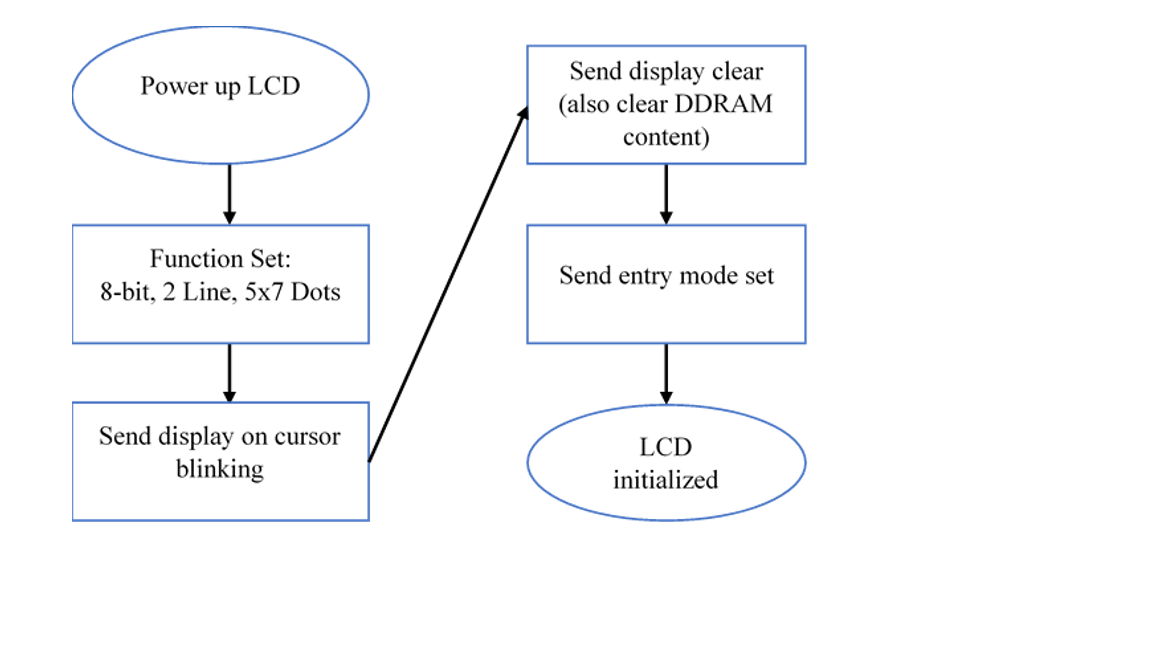 Power up LCD
Function Set:
8-bit, 2 Line, 5x7 Dots
Send display on cursor
blinking
Send display clear
(also clear DDRAM
content)
Send entry mode set
LCD
initialized